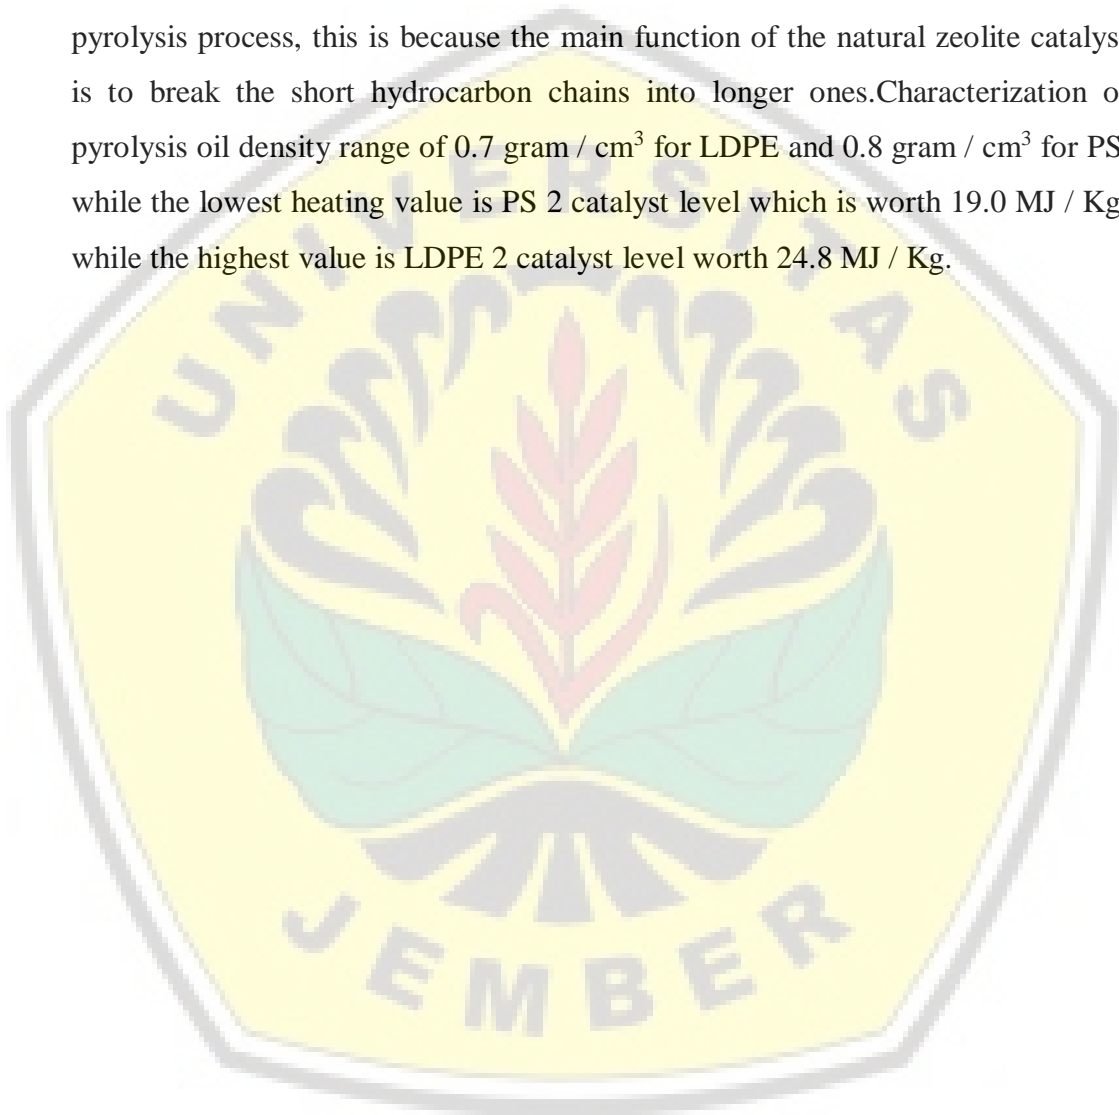 pyrolysis process, this is because the main function of the natural zeolite catalys
is to break the short hydrocarbon chains into longer ones.Characterization o
pyrolysis oil density range of 0.7 gram / cm³ for LDPE and 0.8 gram / cm³ for PS
while the lowest heating value is PS 2 catalyst level which is worth 19.0 MJ / Kg
while the highest value is LDPE 2 catalyst level worth 24.8 MJ / Kg.
UNIVERSITAS
JEMBER